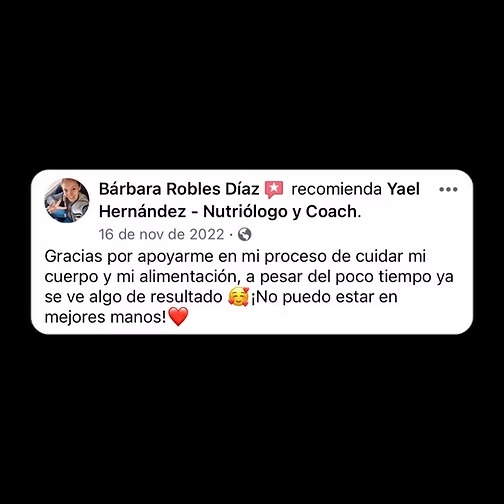 Bárbara Robles Díaz recomienda Yael
Hernández - Nutriólogo y Coach.
16 de nov de 2022 ·
Gracias por apoyarme en mi proceso de cuidar mi
cuerpo y mi alimentación, a pesar del poco tiempo ya
se ve algo de resultado 🥰¡No puedo estar en
mejores manos!❤️